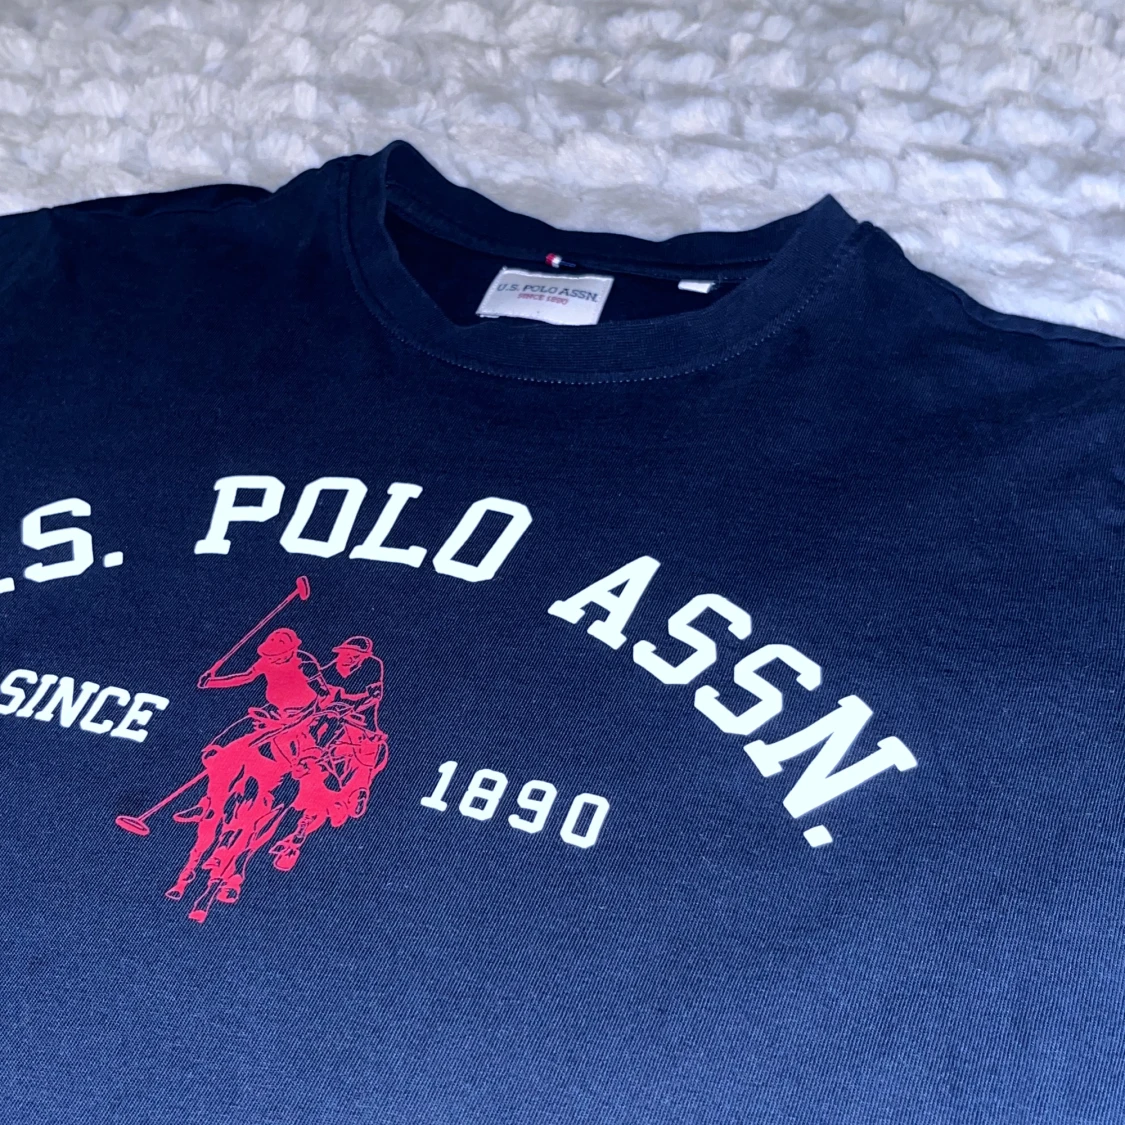 U.S. POLO ASSN.
SINCE 1890
.S. POLO ASSN.
SINCE 1890